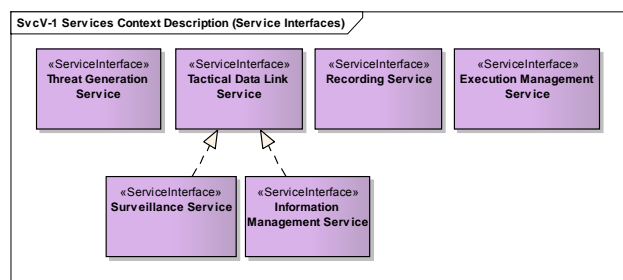 SvcV-1 Services Context Description (Service Interfaces)
«ServiceInterface»
Threat Generation
Service
«ServiceInterface»
Tactical Data Link
Service
«ServiceInterface»
Recording Service
«ServiceInterface»
Execution Management
Service
«ServiceInterface»
Surveillance Service
«ServiceInterface»
Information
Management Service